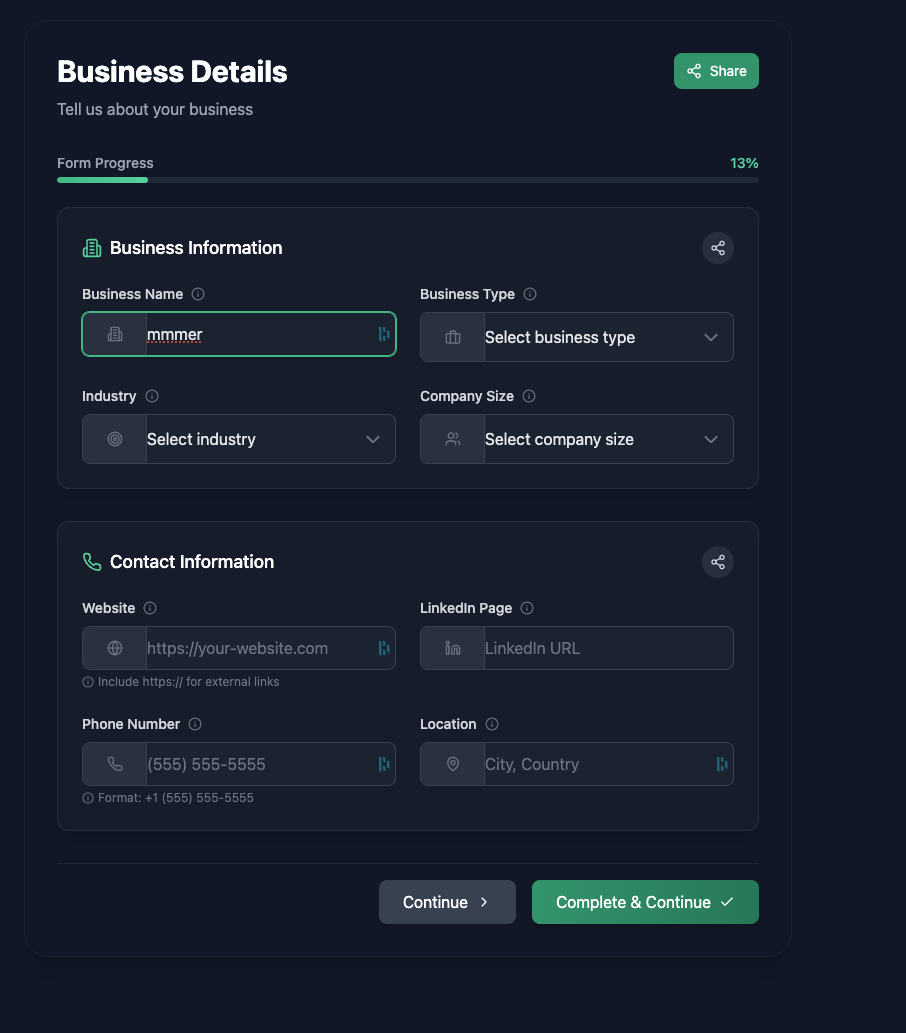 Business Details
Share
Tell us about your business
Form Progress
13%
Business Information
Business Name
Business Type
mmmer
Select business type
Industry
Company Size
Select industry
Select company size
Contact Information
Website
LinkedIn Page
https://your-website.com
LinkedIn URL
Include https:// for external links
Phone Number
Location
(555) 555-5555
City, Country
Format: +1 (555) 555-5555
Continue
Complete & Continue